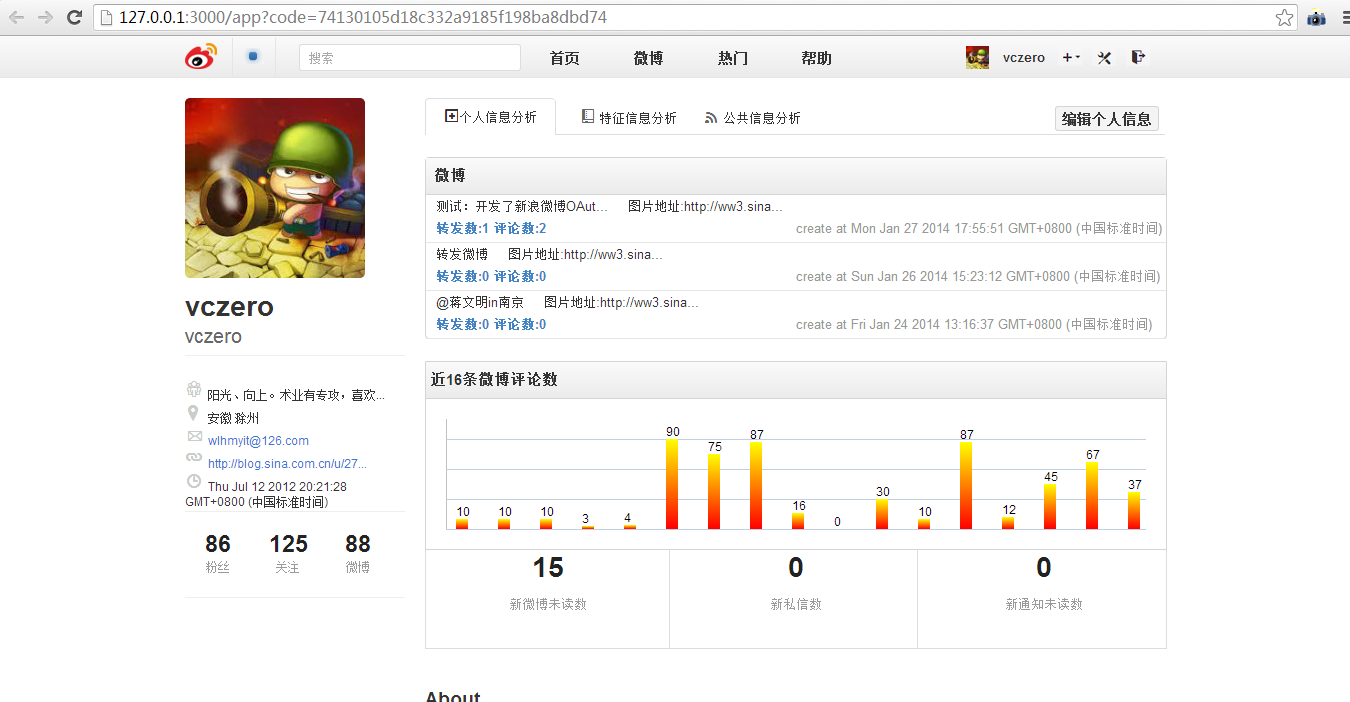 127.0.0.1:3000/app?code=74130105d18c332a9185f198ba8dbd74
搜索 首页 微博 热门 帮助 vczero
vczero
vczero
阳光、向上。术业有专攻，喜欢...
安徽 滁州
wlhmyit@126.com
http://blog.sina.com.cn/u/27...
Thu Jul 12 2012 20:21:28
GMT+0800 (中国标准时间)
86 125 88
粉丝 关注 微博
个人信息分析 特征信息分析 公共信息分析 编辑个人信息
微博
测试：开发了新浪微博OAut... 图片地址:http://ww3.sina...
转发数:1 评论数:2 create at Mon Jan 27 2014 17:55:51 GMT+0800 (中国标准时间)
转发微博 图片地址:http://ww3.sina...
转发数:0 评论数:0 create at Sun Jan 26 2014 15:23:12 GMT+0800 (中国标准时间)
@蒋文明in南京 图片地址:http://ww3.sina...
转发数:0 评论数:0 create at Fri Jan 24 2014 13:16:37 GMT+0800 (中国标准时间)
近16条微博评论数
10 10 10 3 4 90 75 87 16 0 30 10 87 12 45 67 37
15 0 0
新微博未读数 新私信数 新通知未读数
About